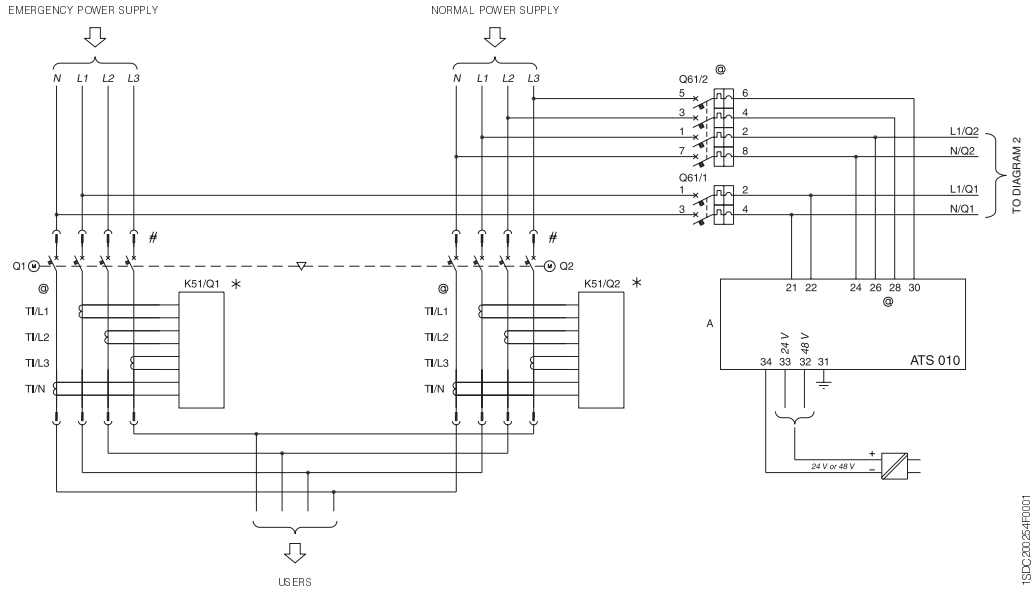 EMERGENCY POWER SUPPLY
NORMAL POWER SUPPLY
N L1 L2 L3
N L1 L2 L3
Q61/2 @
5 6
3 4
1 2 L1/Q2
7 8 N/Q2
Q61/1
1 2 L1/Q1
3 4 N/Q1
TO DIAGRAM 2
#
#
Q1 M
M Q2
@
K51/Q1 *
TI/L1
TI/L2
TI/L3
TI/N
@
K51/Q2 *
TI/L1
TI/L2
TI/L3
TI/N
21 22 24 26 28 30
@
A
24 V
48 V
34 33 32 31
ATS 010
+
24 V or 48 V
–
USERS
1SDC200254F0001